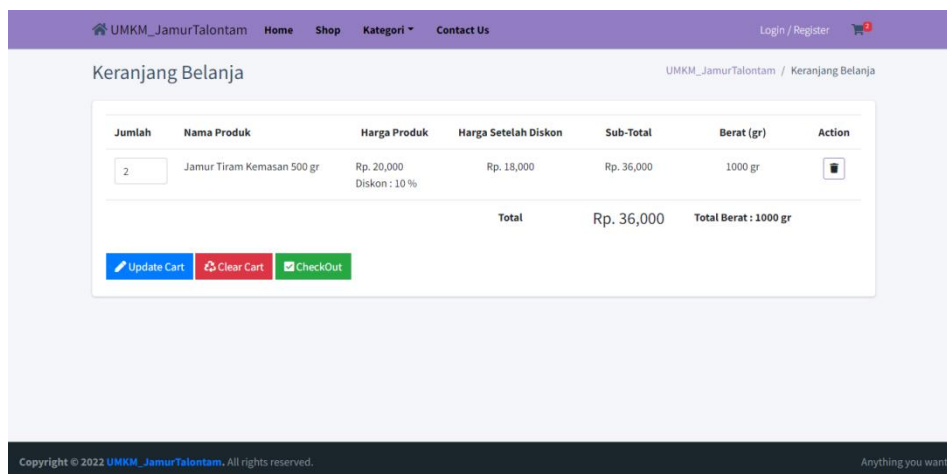 UMKM_JamurTalontam Home Shop Kategori Contact Us Login / Register 2
Keranjang Belanja UMKM_JamurTalontam / Keranjang Belanja
Jumlah Nama Produk Harga Produk Harga Setelah Diskon Sub-Total Berat (gr) Action
2 Jamur Tiram Kemasan 500 gr Rp. 20,000 Rp. 18,000 Rp. 36,000 1000 gr
Diskon : 10 %
Total Rp. 36,000 Total Berat : 1000 gr
Update Cart Clear Cart CheckOut
Copyright © 2022 UMKM_JamurTalontam. All rights reserved. Anything you want